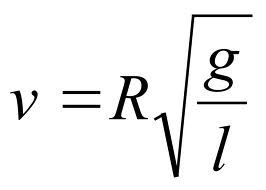 v = R√(g/l)